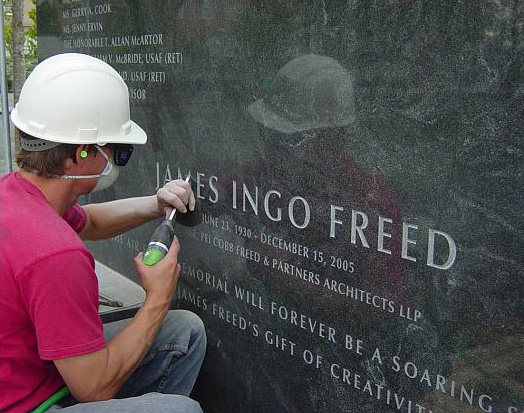 MS. GERRY A. COOK
MS. JENNY ERVIN
THE HONORABLE T. ALLAN McARTOR
McBRIDE, USAF (RET)
USAF (RET)
JAMES INGO FREED
JUNE 23, 1930 - DECEMBER 15, 2005
PEI COBB FREED & PARTNERS ARCHITECTS LLP
THE AIR
MEMORIAL WILL FOREVER BE A SOARING
JAMES FREED'S GIFT OF CREATIVITY